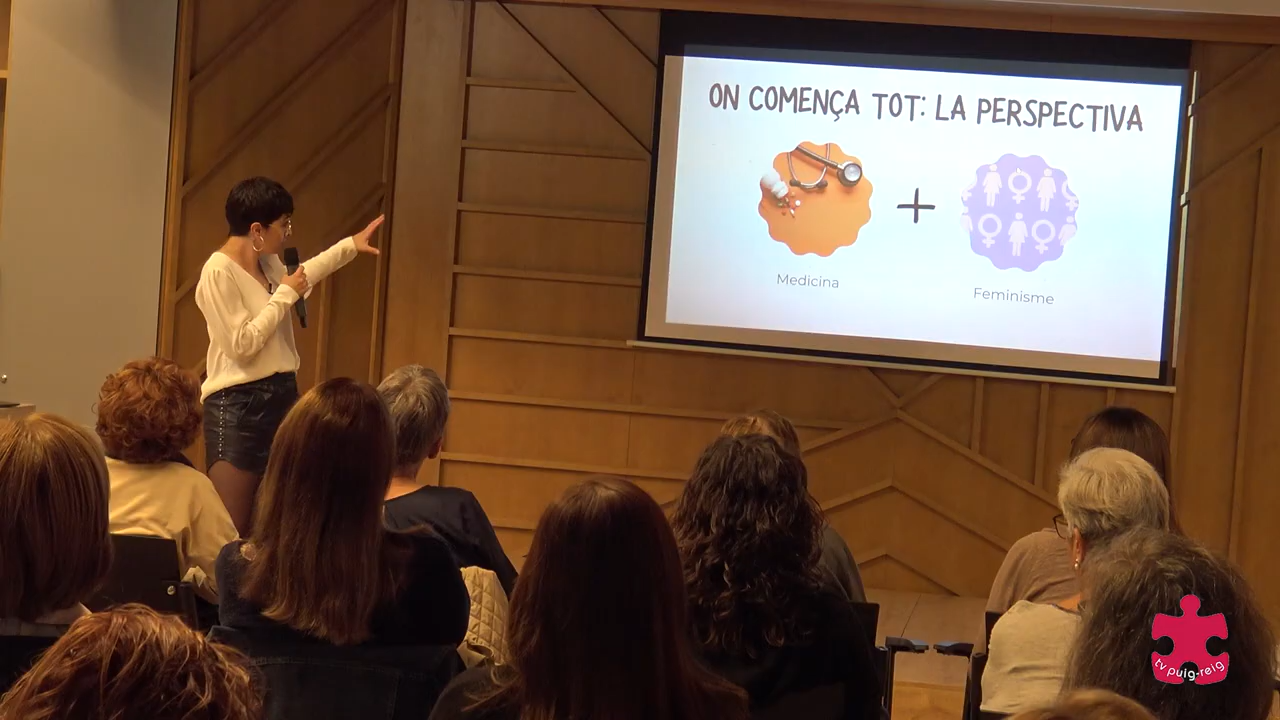 ON COMENÇA TOT: LA PERSPECTIVA
+
Medicina
Feminisme
tv puig-reig